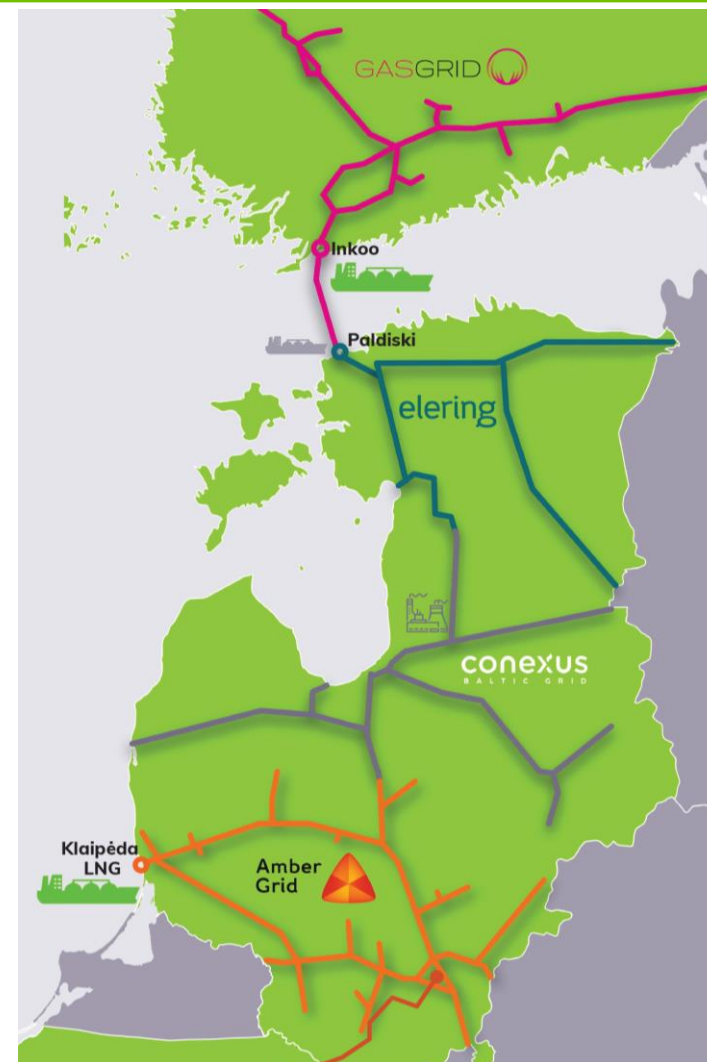 GASGRID
Inkoo
Paldiski
elering
conexus
BALTIC GRID
Klaipėda
LNG
Amber
Grid